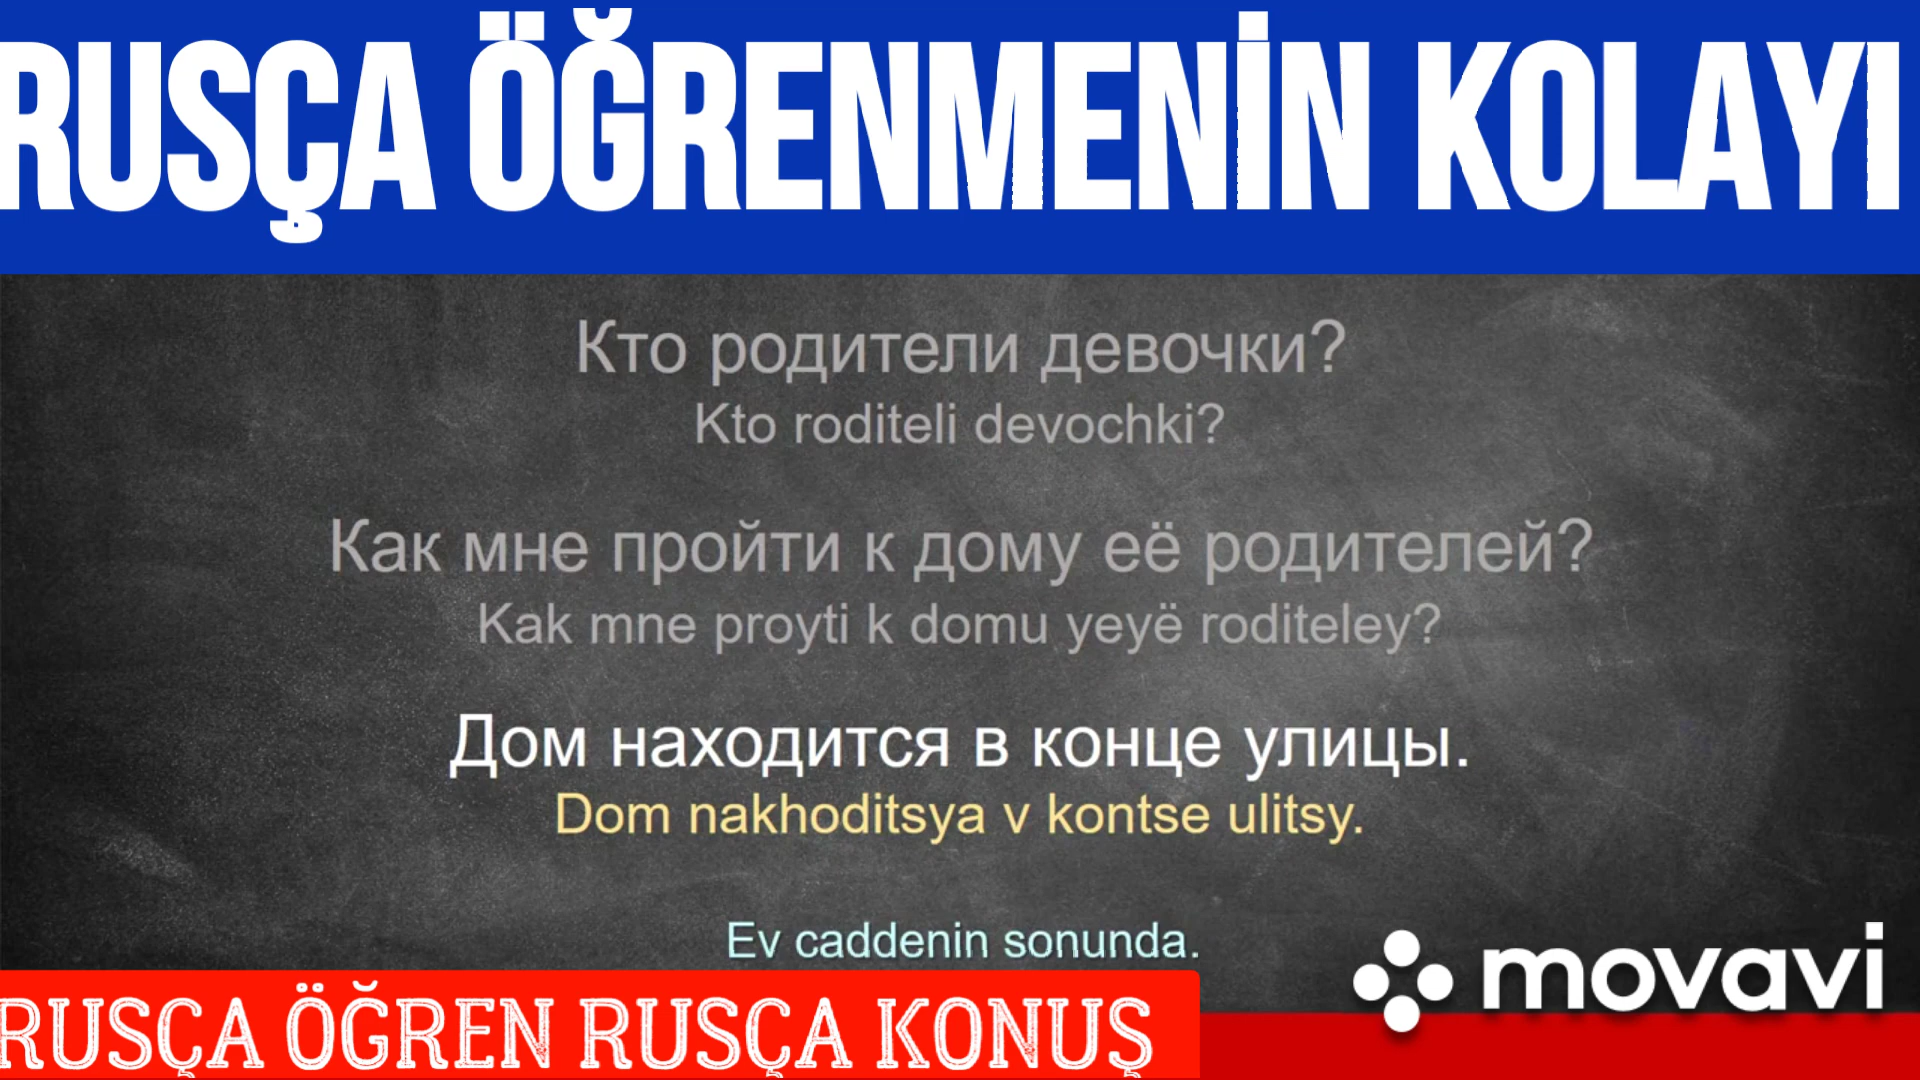 RUSÇA ÖĞRENMENİN KOLAYI
Кто родители девочки?
Kto roditeli devochki?
Как мне пройти к дому её родителей?
Kak mne proyti k domu yeyë roditeley?
Дом находится в конце улицы.
Dom nakhoditsya v kontse ulitsy.
Ev caddenin sonunda.
movavi
RUSÇA ÖĞREN RUSÇA KONUŞ